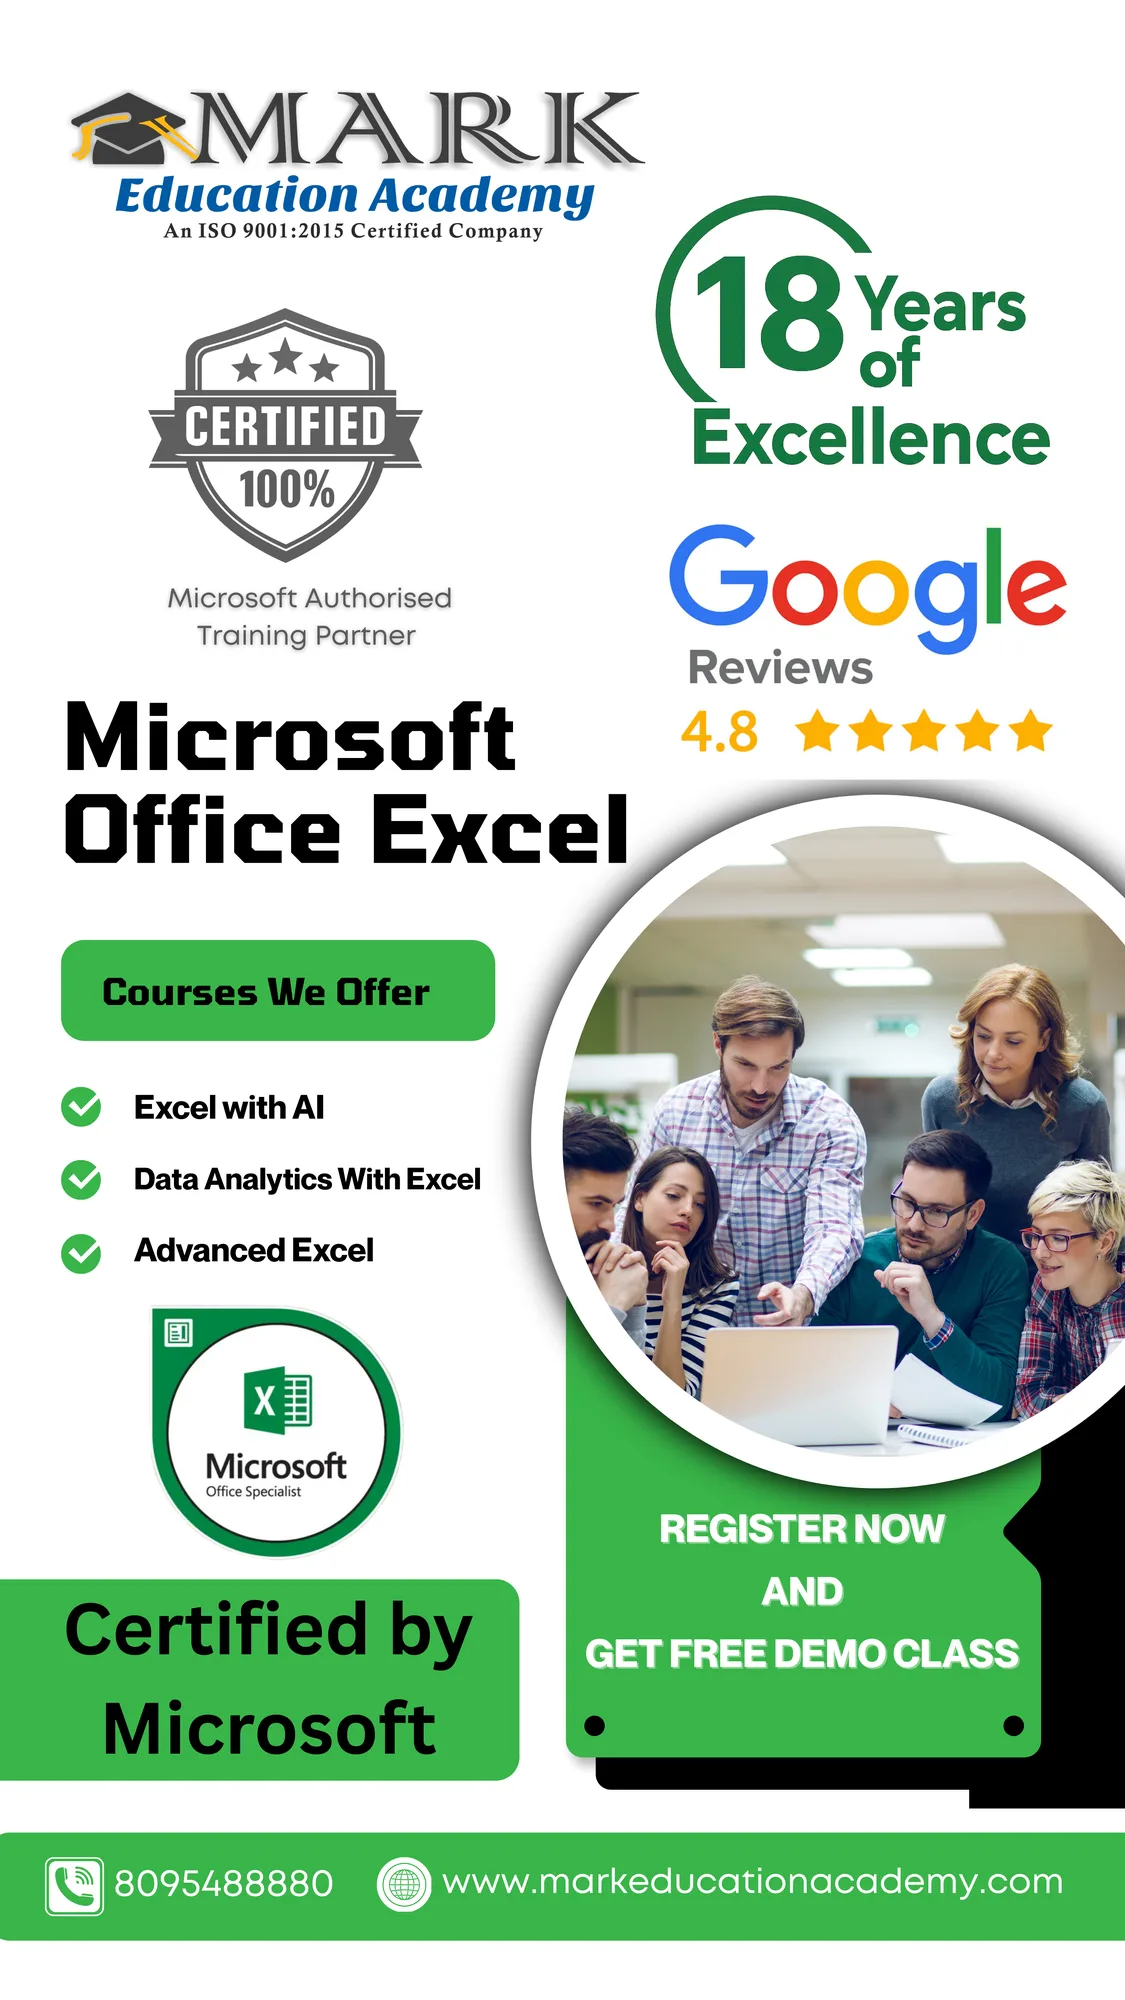 MARK
Education Academy
An ISO 9001:2015 Certified Company
18 Years
of
Excellence
CERTIFIED
100%
Microsoft Authorised
Training Partner
Google
Reviews
4.8
Microsoft
Office Excel
Courses We Offer
Excel with AI
Data Analytics With Excel
Advanced Excel
X
Microsoft
Office Specialist
Certified by
Microsoft
REGISTER NOW
AND
GET FREE DEMO CLASS
8095488880
www.markeducationacademy.com